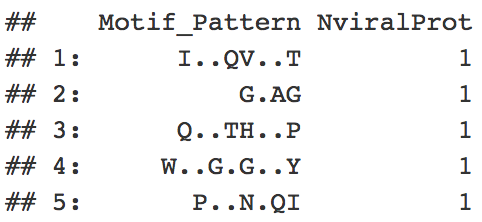 ##    Motif_Pattern NviralProt
## 1:      I..QV..T          1
## 2:          G.AG          1
## 3:      Q..TH..P          1
## 4:     W..G.G..Y          1
## 5:       P..N.QI          1